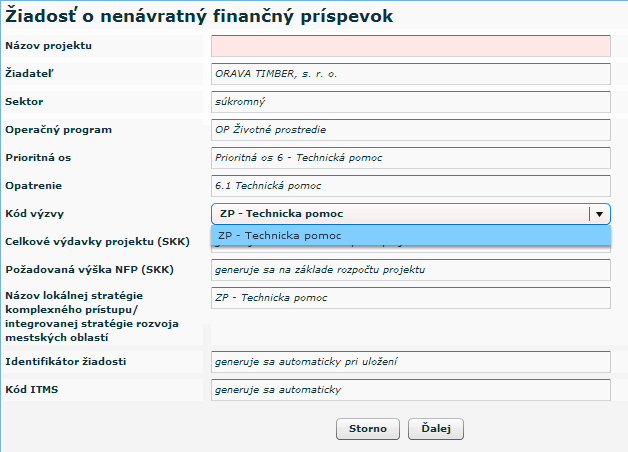 Žiadosť o nenávratný finančný príspevok
Názov projektu
Žiadateľ
ORAVA TIMBER, s. r. o.
Sektor
súkromný
Operačný program
OP Životné prostredie
Prioritná os
Prioritná os 6 - Technická pomoc
Opatrenie
6.1 Technická pomoc
Kód výzvy
ZP - Technicka pomoc
ZP - Technicka pomoc
Celkové výdavky projektu (SKK)
Požadovaná výška NFP (SKK)
generuje sa na základe rozpočtu projektu
Názov lokálnej stratégie
komplexného prístupu/
integrovanej stratégie rozvoja
mestských oblastí
ZP - Technicka pomoc
Identifikátor žiadosti
generuje sa automaticky pri uložení
Kód ITMS
generuje sa automaticky
Storno
Ďalej